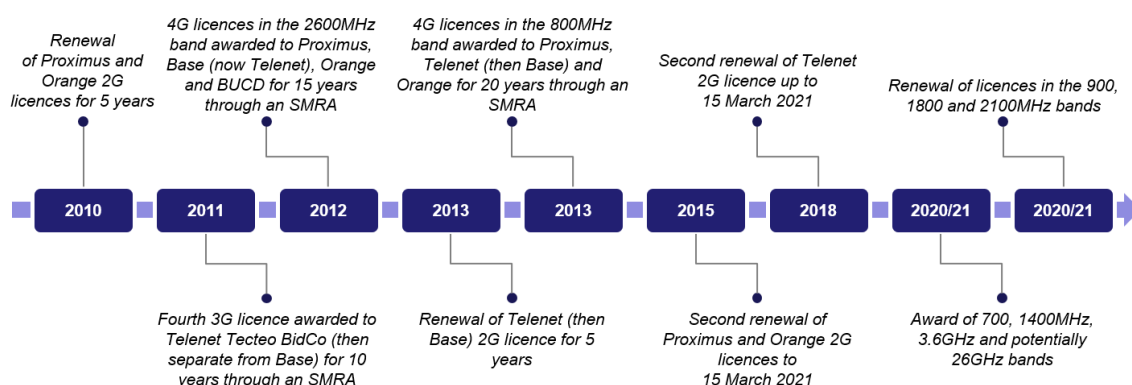 Renewal
of Proximus and
Orange 2G
licences for 5 years
4G licences in the 2600MHz
band awarded to Proximus,
Base (now Telenet), Orange
and BUCD for 15 years
through an SMRA
4G licences in the 800MHz
band awarded to Proximus,
Telenet (then Base) and
Orange for 20 years through an
SMRA
Second renewal of Telenet
2G licence up to
15 March 2021
Renewal of licences in the 900,
1800 and 2100MHz bands
2010
2011
2012
2013
2013
2015
2018
2020/21
2020/21
Fourth 3G licence awarded to
Telenet Tecteo BidCo (then
separate from Base) for 10
years through an SMRA
Renewal of Telenet (then
Base) 2G licence for 5
years
Second renewal of
Proximus and Orange 2G
licences to
15 March 2021
Award of 700, 1400MHz,
3.6GHz and potentially
26GHz bands